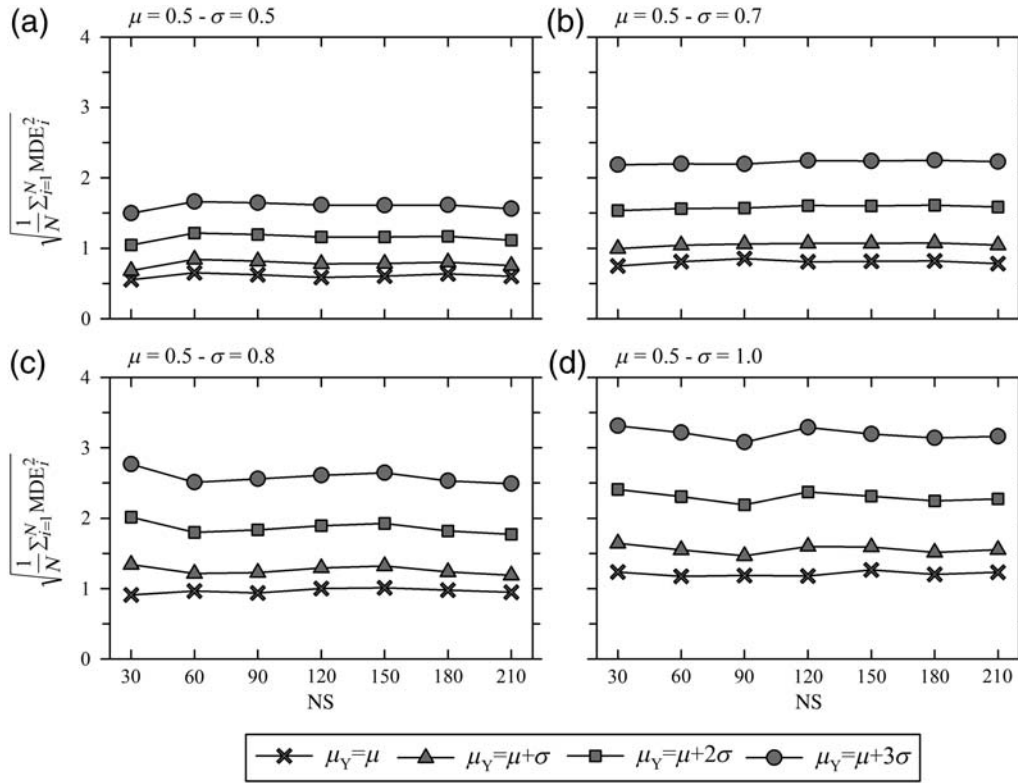 (a) μ = 0.5 - σ = 0.5
(b) μ = 0.5 - σ = 0.7
4
3
2
1
0
√(1/N Σ_{i=1}^{N} MDE_i^2)
(c) μ = 0.5 - σ = 0.8
(d) μ = 0.5 - σ = 1.0
4
3
2
1
0
√(1/N Σ_{i=1}^{N} MDE_i^2)
30 60 90 120 150 180 210
30 60 90 120 150 180 210
NS
NS
μ_Y=μ μ_Y=μ+σ μ_Y=μ+2σ μ_Y=μ+3σ